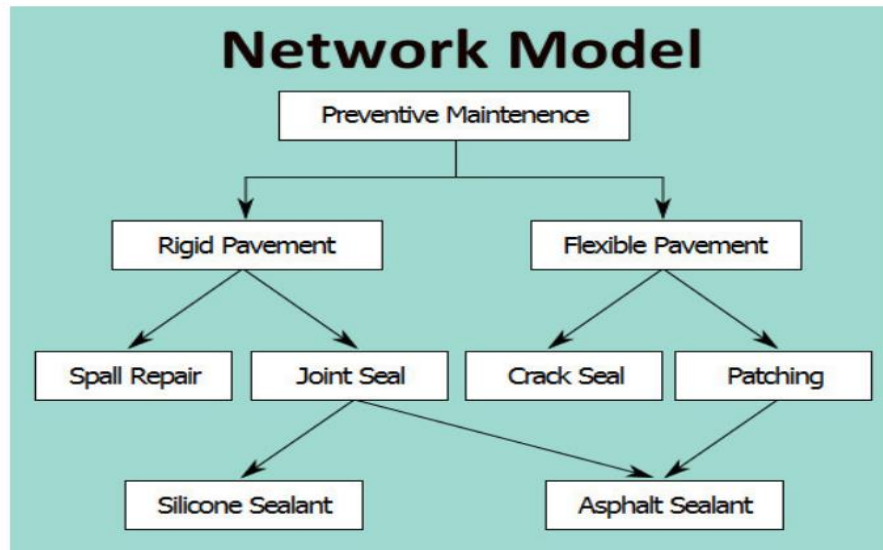 Network Model
Preventive Maintenence
Rigid Pavement
Flexible Pavement
Spall Repair
Joint Seal
Crack Seal
Patching
Silicone Sealant
Asphalt Sealant